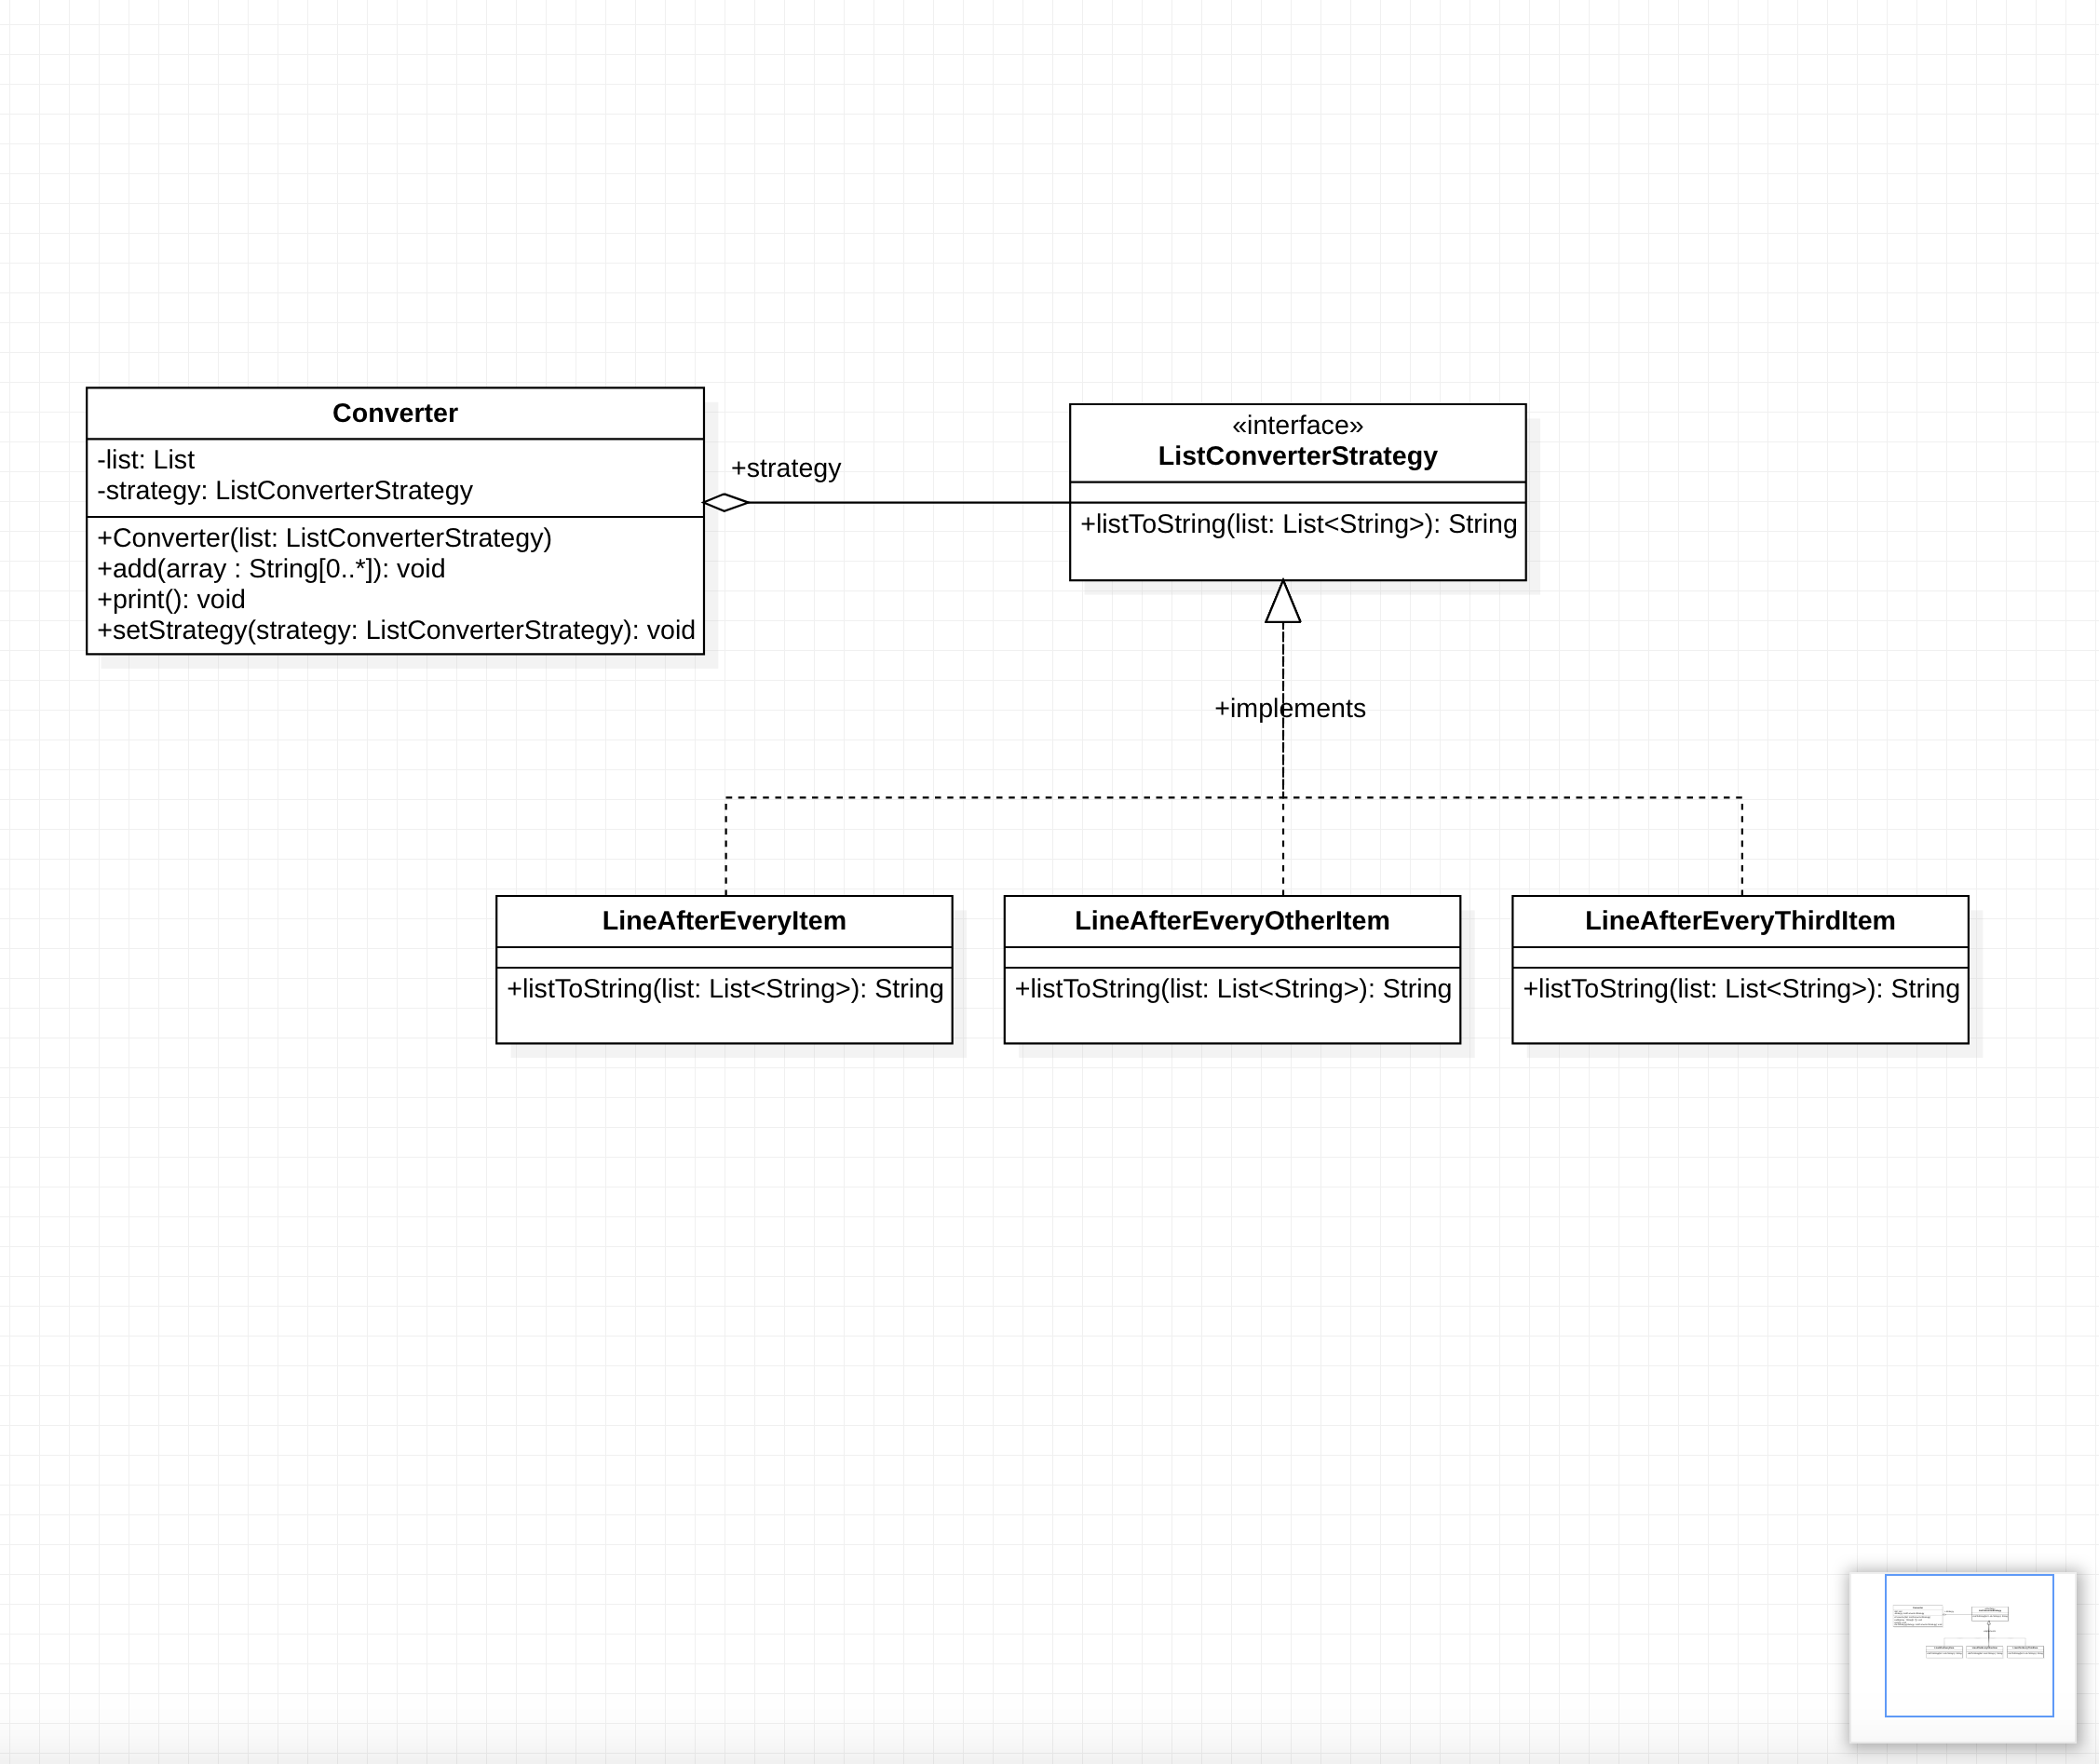 Converter
-list: List
-strategy: ListConverterStrategy
+Converter(list: ListConverterStrategy)
+add(array : String[0..*]): void
+print(): void
+setStrategy(strategy: ListConverterStrategy): void
+strategy
«interface»
ListConverterStrategy
+listToString(list: List<String>): String
+implements
LineAfterEveryItem
+listToString(list: List<String>): String
LineAfterEveryOtherItem
+listToString(list: List<String>): String
LineAfterEveryThirdItem
+listToString(list: List<String>): String